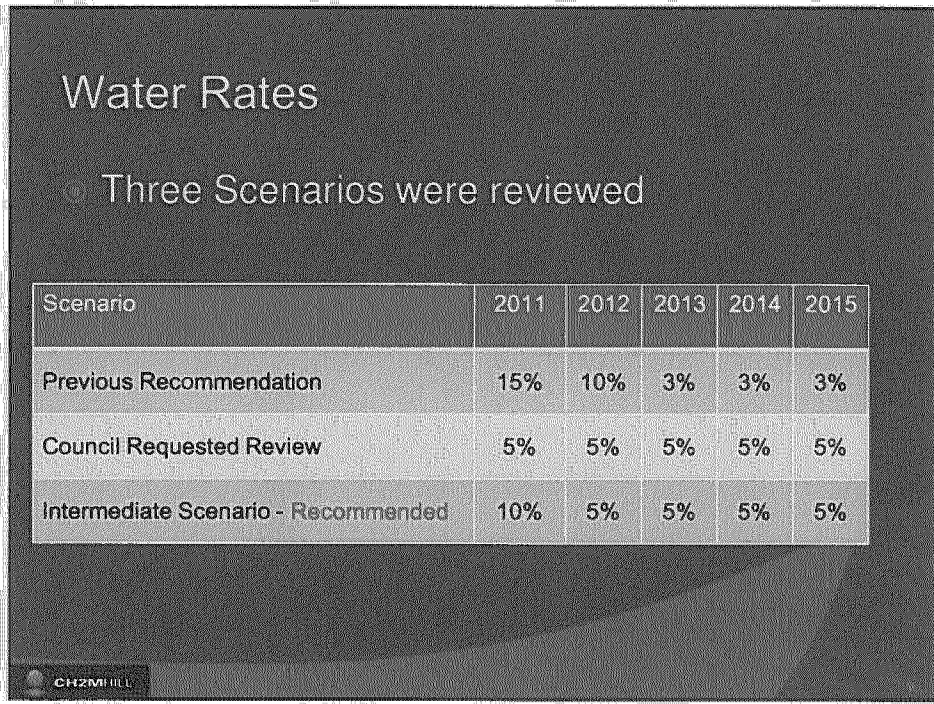 Water Rates
Three Scenarios were reviewed
Scenario 2011 2012 2013 2014 2015
Previous Recommendation 15% 10% 3% 3% 3%
Council Requested Review 5% 5% 5% 5% 5%
Intermediate Scenario - Recommended 10% 5% 5% 5% 5%
CH2MHILL